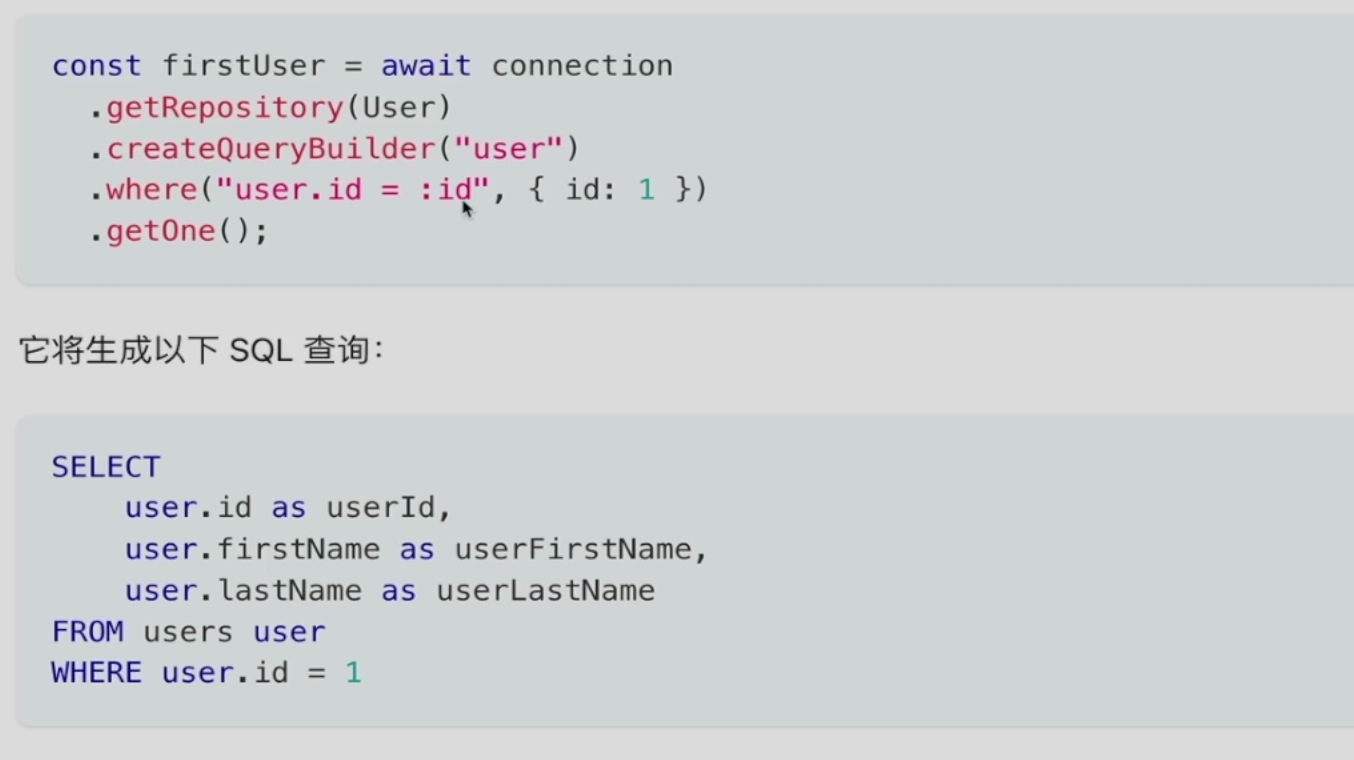 const firstUser = await connection
  .getRepository(User)
  .createQueryBuilder("user")
  .where("user.id = :id", { id: 1 })
  .getOne();
它将生成以下 SQL 查询：
SELECT
    user.id as userId,
    user.firstName as userFirstName,
    user.lastName as userLastName
FROM users user
WHERE user.id = 1